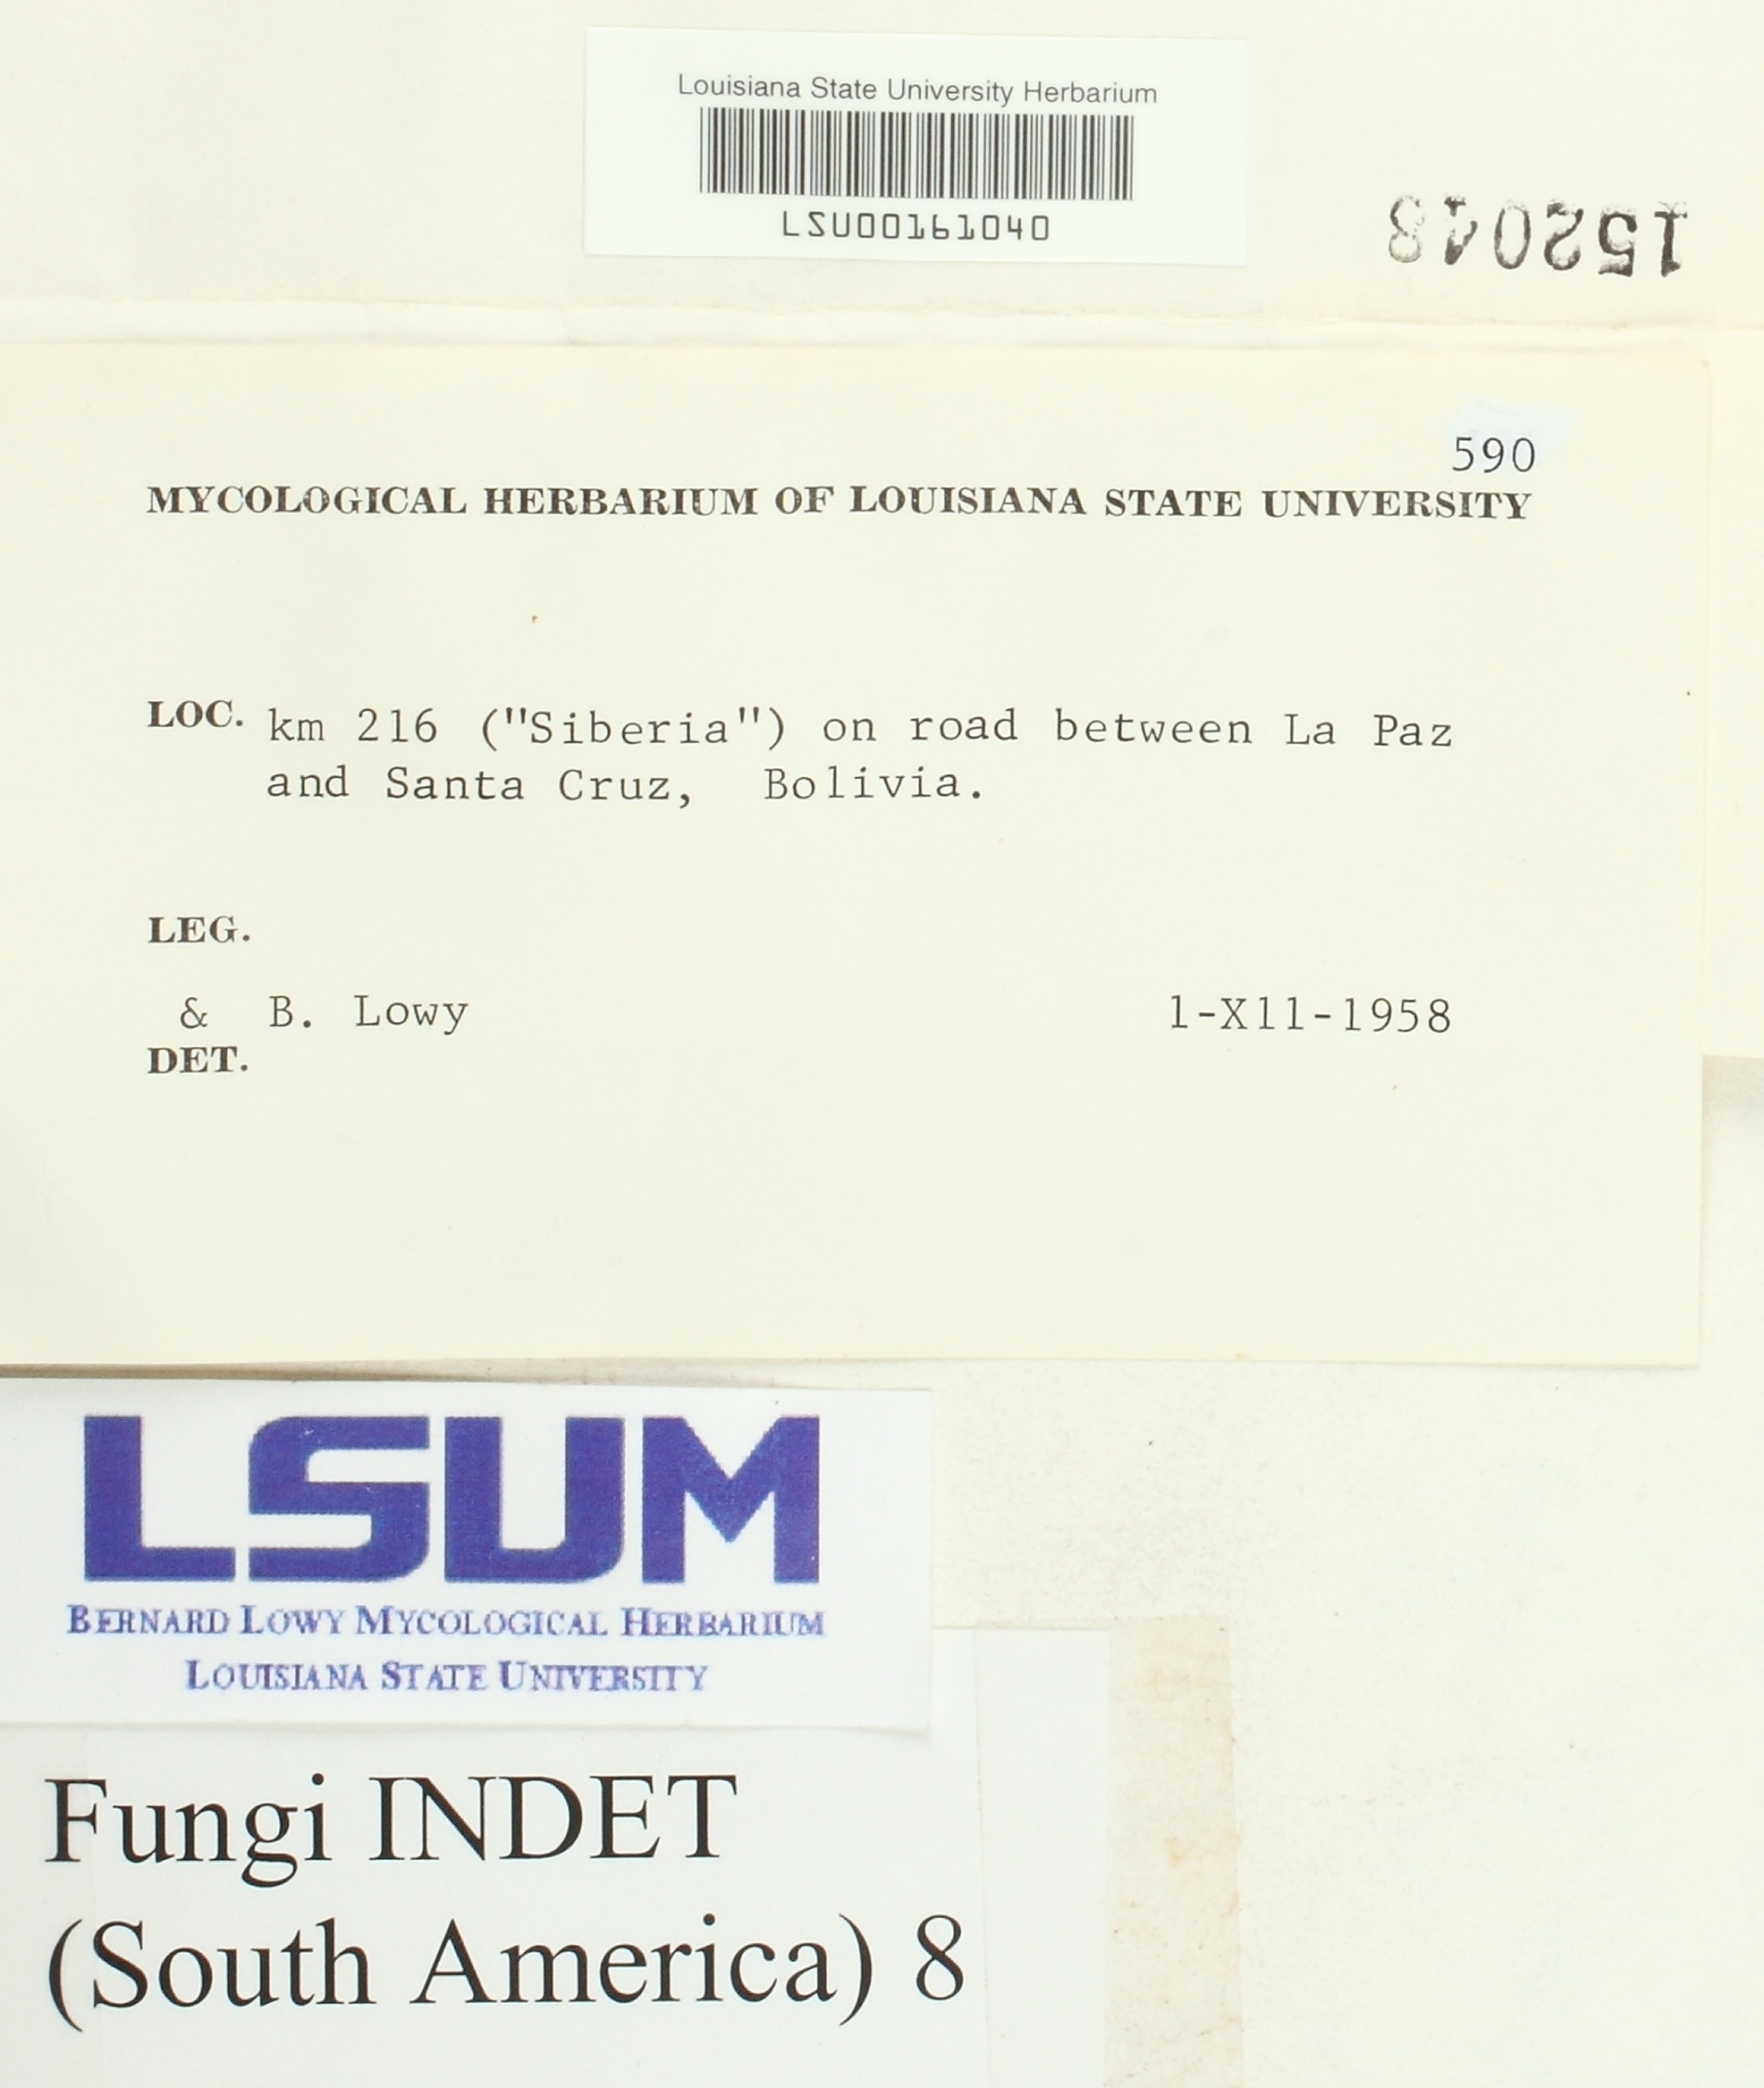 Louisiana State University Herbarium
LSU00161040
590
MYCOLOGICAL HERBARIUM OF LOUISIANA STATE UNIVERSITY
LOC. km 216 ("Siberia") on road between La Paz
and Santa Cruz, Bolivia.
LEG.
& B. Lowy 1-X11-1958
DET.
LSUM
BERNARD LOWY MYCOLOGICAL HERBARIUM
LOUISIANA STATE UNIVERSITY
Fungi INDET
(South America) 8